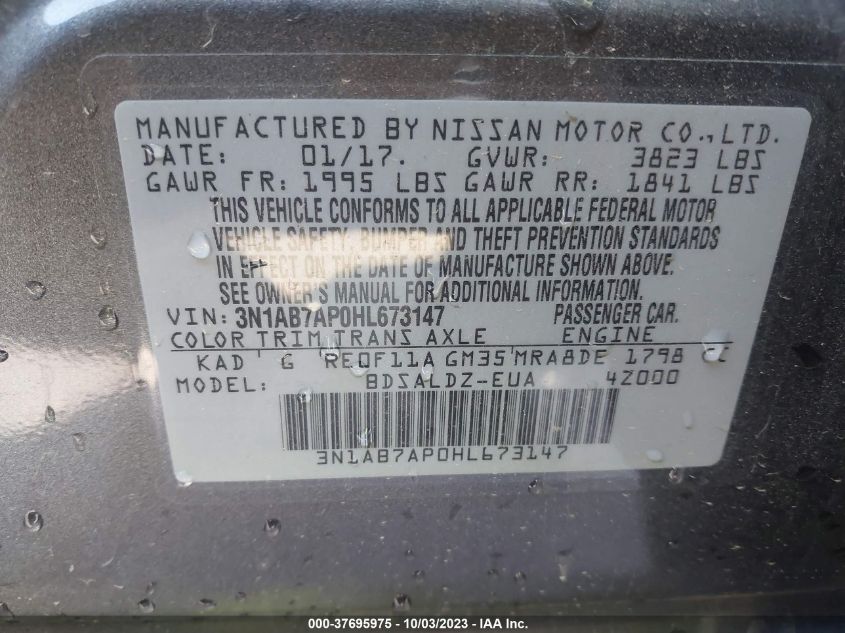 MANUFACTURED BY NISSAN MOTOR CO., LTD.
DATE: 01/17. GVWR: 3823 LBS
GAWR FR: 1995 LBS GAWR RR: 1841 LBS
THIS VEHICLE CONFORMS TO ALL APPLICABLE FEDERAL MOTOR
VEHICLE SAFETY, BUMPER AND THEFT PREVENTION STANDARDS
IN EFFECT ON THE DATE OF MANUFACTURE SHOWN ABOVE.
SEE OWNER'S MANUAL FOR ADDITIONAL INFORMATION.
VIN: 3N1AB7AP0HL673147 PASSENGER CAR.
COLOR TRIM TRANS AXLE ENGINE
KAD G RE0F11A GM35 MRA8DE 1798 CC
MODEL: BDSALDZ-EUA 4Z000
3N1AB7AP0HL673147
000-37695975 - 10/03/2023 - © IAA, Inc.